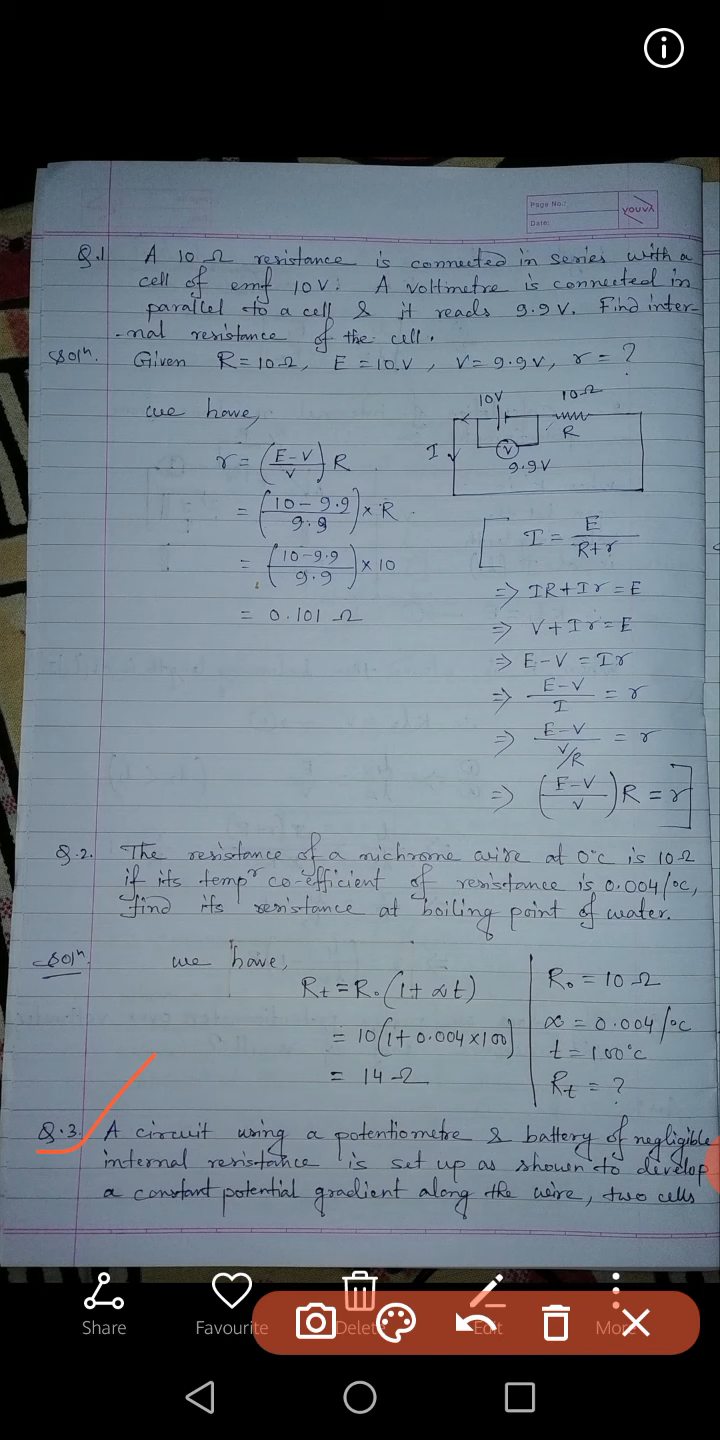 Page No.:
Date:
YOUVA
Q.1 A 10 Ω resistance is connected in series with a
cell of emf 10V. A voltmetre is connected in
parallel to a cell & it reads 9.9V. Find inter-
-nal resistance of the cell.
Solⁿ. Given R=10Ω, E=10V, V=9.9V, r=?
we have,
r = (E-V/V) R
= (10-9.9/9.9) × R
= (10-9.9/9.9) × 10
= 0.101 Ω
10V 10Ω
I V R
9.9V
[ I = E/R+r
⇒ IR+Ir=E
⇒ V+Ir=E
⇒ E-V=Ir
⇒ E-V/I = r
⇒ E-V/V/R = r
⇒ (E-V/V) R = r ]
Q.2. The resistance of a nichrome wire at 0°C is 10Ω
if its tempʳ co-efficient of resistance is 0.004/°C,
find its resistance at boiling point of water.
Solⁿ. we have,
Rt = R₀(1+αt)
= 10(1+0.004×100)
= 14Ω
R₀ = 10Ω
α = 0.004/°C
t = 100°C
Rt = ?
Q.3. A circuit using a potentiometre & battery of negligible
internal resistance is set up as shown to develop
a constant potential gradient along the wire, two cells
Share Favourite Delete Edit More